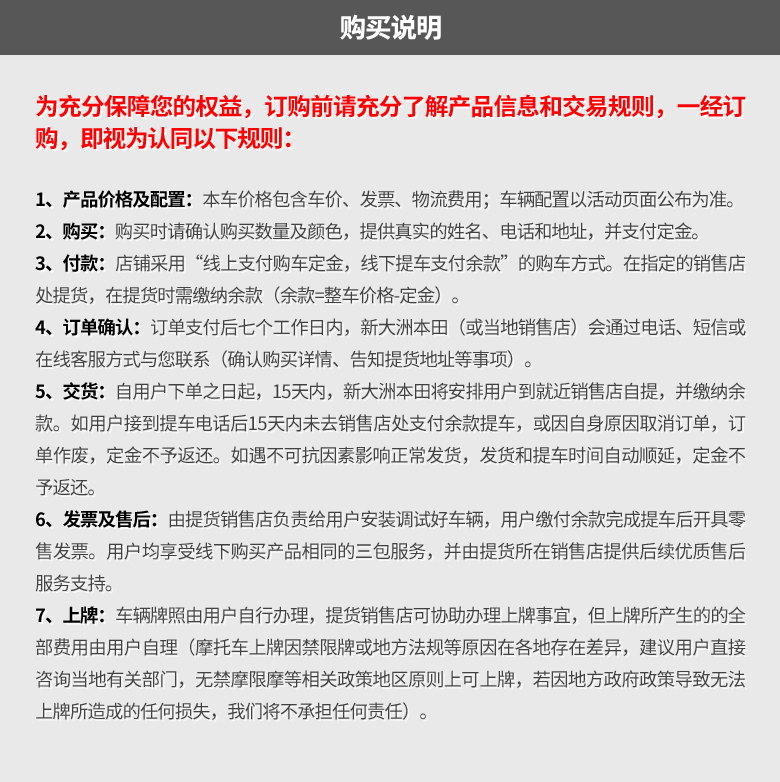 购买说明
为充分保障您的权益，订购前请充分了解产品信息和交易规则，一经订
购，即视为认同以下规则：
1、产品价格及配置：本车价格包含车价、发票、物流费用；车辆配置以活动页面公布为准。
2、购买：购买时请确认购买数量及颜色，提供真实的姓名、电话和地址，并支付定金。
3、付款：店铺采用“线上支付购车定金，线下提车支付余款”的购车方式。在指定的销售店
处提货，在提货时需缴纳余款（余款=整车价格-定金）。
4、订单确认：订单支付后七个工作日内，新大洲本田（或当地销售店）会通过电话、短信或
在线客服方式与您联系（确认购买详情、告知提货地址等事项）。
5、交货：自用户下单之日起，15天内，新大洲本田将安排用户到就近销售店自提，并缴纳余
款。如用户接到提车电话后15天内未去销售店处支付余款提车，或因自身原因取消订单，订
单作废，定金不予返还。如遇不可抗因素影响正常发货，发货和提车时间自动顺延，定金不
予返还。
6、发票及售后：由提货销售店负责给用户安装调试好车辆，用户缴付余款完成提车后开具零
售发票。用户均享受线下购买产品相同的三包服务，并由提货所在销售店提供后续优质售后
服务支持。
7、上牌：车辆牌照由用户自行办理，提货销售店可协助办理上牌事宜，但上牌所产生的的全
部费用由用户自理（摩托车上牌因禁限牌或地方法规等原因在各地存在差异，建议用户直接
咨询当地有关部门，无禁摩限摩等相关政策地区原则上可上牌，若因地方政府政策导致无法
上牌所造成的任何损失，我们将不承担任何责任）。